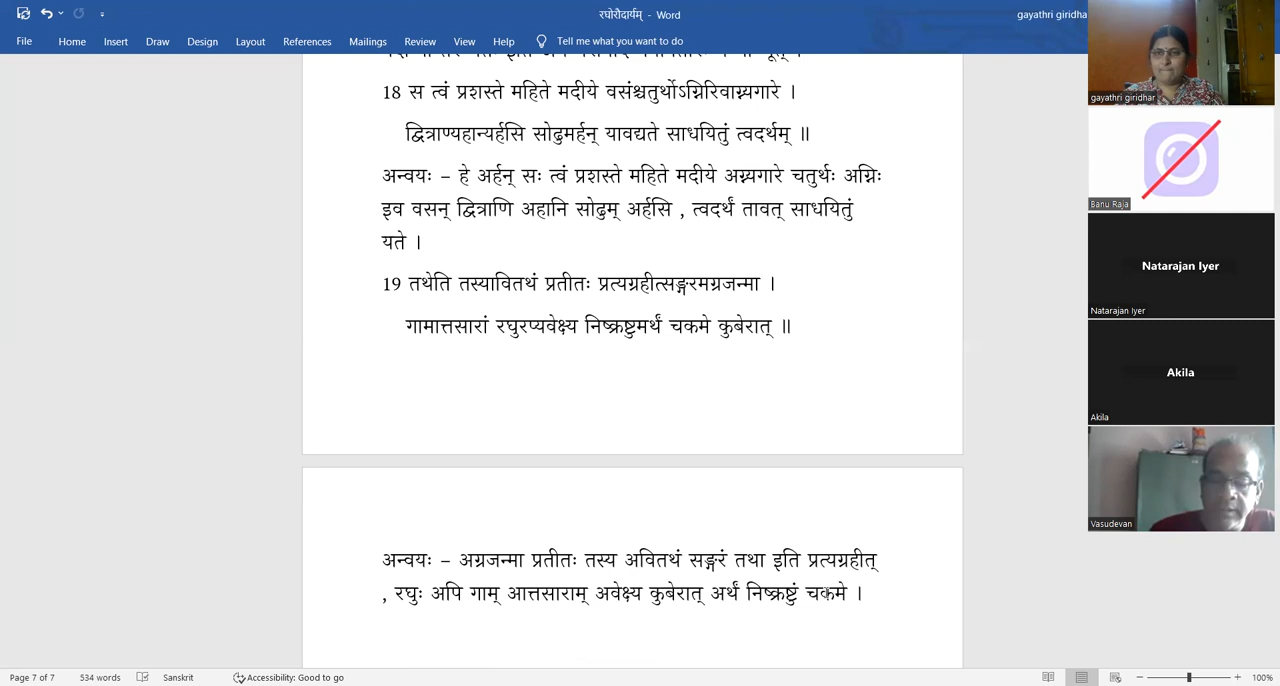 रघोरौदार्यम् - Word
gayathri giridha
File Home Insert Draw Design Layout References Mailings Review View Help Tell me what you want to do
18 स त्वं प्रशस्ते महिते मदीये वसंश्चतुर्थोऽग्निरिवाग्न्यगारे ।
द्वित्राण्यहान्यर्हसि सोढुमर्हन् यावद्यते साधयितुं त्वदर्थम् ॥
अन्वयः – हे अर्हन् सः त्वं प्रशस्ते महिते मदीये अग्न्यगारे चतुर्थः अग्निः
इव वसन् द्वित्राणि अहानि सोढुम् अर्हसि , त्वदर्थं तावत् साधयितुं
यते ।
19 तथेति तस्यावितथं प्रतीतः प्रत्यग्रहीत्सङ्गरमग्रजन्मा ।
गामात्तसारां रघुरप्यवेक्ष्य निष्क्रष्टुमर्थं चकमे कुबेरात् ॥
अन्वयः – अग्रजन्मा प्रतीतः तस्य अवितथं सङ्गरं तथा इति प्रत्यग्रहीत्
, रघुः अपि गाम् आत्तसाराम् अवेक्ष्य कुबेरात् अर्थं निष्क्रष्टुं चकमे ।
gayathri giridhar
Banu Raja
Natarajan Iyer
Natarajan Iyer
Akila
Akila
Vasudevan
Page 7 of 7 534 words Sanskrit Accessibility: Good to go 100%